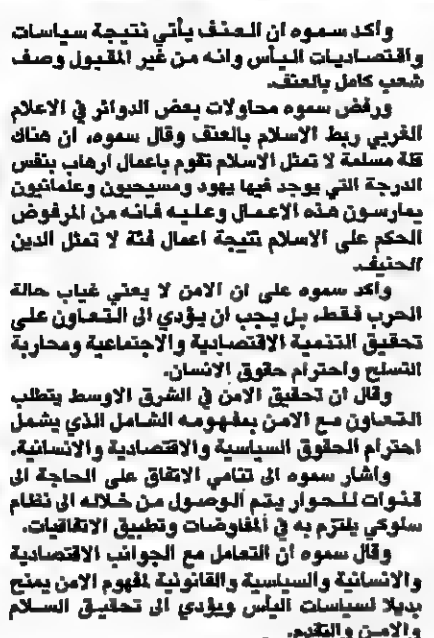 وأكد سموه ان العنف يأتي نتيجة سياسات
واقتصاديات اليأس وانه من غير المقبول وصف
شعب كامل بالعنف.
ورفض سموه محاولات بعض الدوائر في الاعلام
الغربي ربط الاسلام بالعنف وقال سموه، ان هناك
قلة مسلمة لا تمثل الاسلام تقوم باعمال ارهاب بنفس
الدرجة التي يوجد فيها يهود ومسيحيون وعلمانيون
يمارسون هذه الاعمال وعليه فانه من المرفوض
الحكم على الاسلام نتيجة اعمال فئة لا تمثل الدين
الحنيف.
وأكد سموه على ان الامن لا يعني غياب حالة
الحرب فقط، بل يجب ان يؤدي الى التعاون على
تحقيق التنمية الاقتصادية والاجتماعية ومحاربة
التسلح واحترام حقوق الانسان.
وقال ان تحقيق الامن في الشرق الاوسط يتطلب
التعاون مع الامن بمفهومه الشامل الذي يشمل
احترام الحقوق السياسية والاقتصادية والانسانية.
واشار سموه الى تنامي الاتفاق على الحاجة الى
قنوات للحوار يتم الوصول من خلاله الى نظام
سلوكي يلتزم به في المفاوضات وتطبيق الاتفاقيات.
وقال سموه ان التعامل مع الجوانب الاقتصادية
والانسانية والسياسية والقانونية لمفهوم الامن يمنح
بديلا لسياسات اليأس ويؤدي الى تحقيق السلام
والامن والتقدم.